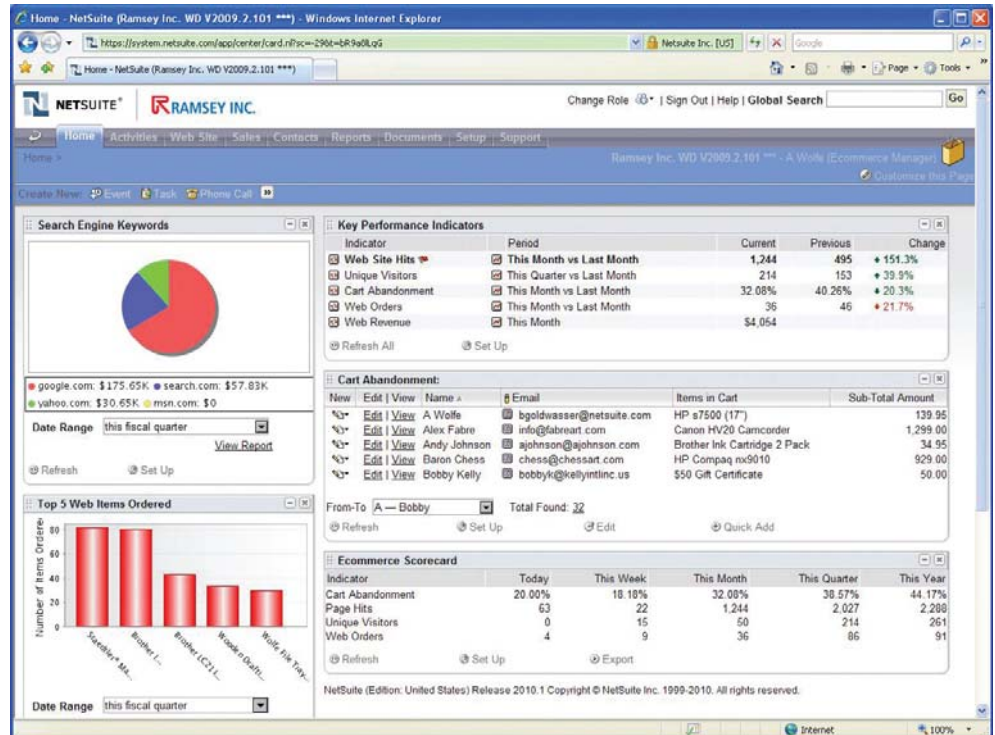 Home - NetSuite (Ramsey Inc. WD V2009.2.101 ***) - Windows Internet Explorer
Netsuite Inc. [US]
Google
Home - NetSuite (Ramsey Inc. WD V2009.2.101 ***)
Page
Tools
NETSUITE
RAMSEY INC.
Change Role | Sign Out | Help | Global Search
Go
Home Activities Web Site Sales Contacts Reports Documents Setup Support
Home >
Ramsey Inc. WD V2009.2.101 *** - A Wolfe (Ecommerce Manager)
Customize this Page
Create New: Event Task Phone Call
Search Engine Keywords
google.com: $175.65K search.com: $57.83K
yahoo.com: $30.65K msn.com: $0
Date Range this fiscal quarter
View Report
Refresh Set Up
Top 5 Web Items Ordered
Number of Items Ordere
80
60
40
20
0
Staedtler* Ma...
Brother I...
Brother LC21 I...
Wooden Drafti...
Wolfe File Tray...
Date Range this fiscal quarter
Key Performance Indicators
Indicator Period Current Previous Change
Web Site Hits This Month vs Last Month 1,244 495 151.3%
Unique Visitors This Quarter vs Last Month 214 153 39.9%
Cart Abandonment This Month vs Last Month 32.08% 40.26% 20.3%
Web Orders This Month vs Last Month 36 46 21.7%
Web Revenue This Month $4,054
Refresh All Set Up
Cart Abandonment:
New Edit | View Name Email Items in Cart Sub-Total Amount
Edit | View A Wolfe bgoldwasser@netsuite.com HP s7500 (17") 139.95
Edit | View Alex Fabre info@fabreart.com Canon HV20 Camcorder 1,299.00
Edit | View Andy Johnson ajohnson@ajohnson.com Brother Ink Cartridge 2 Pack 34.95
Edit | View Baron Chess chess@chessart.com HP Compaq nx9010 929.00
Edit | View Bobby Kelly bobbyk@kellyintlinc.us $50 Gift Certificate 50.00
From-To A — Bobby Total Found: 32
Refresh Set Up Edit Quick Add
Ecommerce Scorecard
Indicator Today This Week This Month This Quarter This Year
Cart Abandonment 20.00% 18.18% 32.08% 38.57% 44.17%
Page Hits 63 22 1,244 2,027 2,288
Unique Visitors 0 15 50 214 261
Web Orders 4 9 36 86 91
Refresh Set Up Export
NetSuite (Edition: United States) Release 2010.1 Copyright © NetSuite Inc. 1999-2010. All rights reserved.
Internet
100%